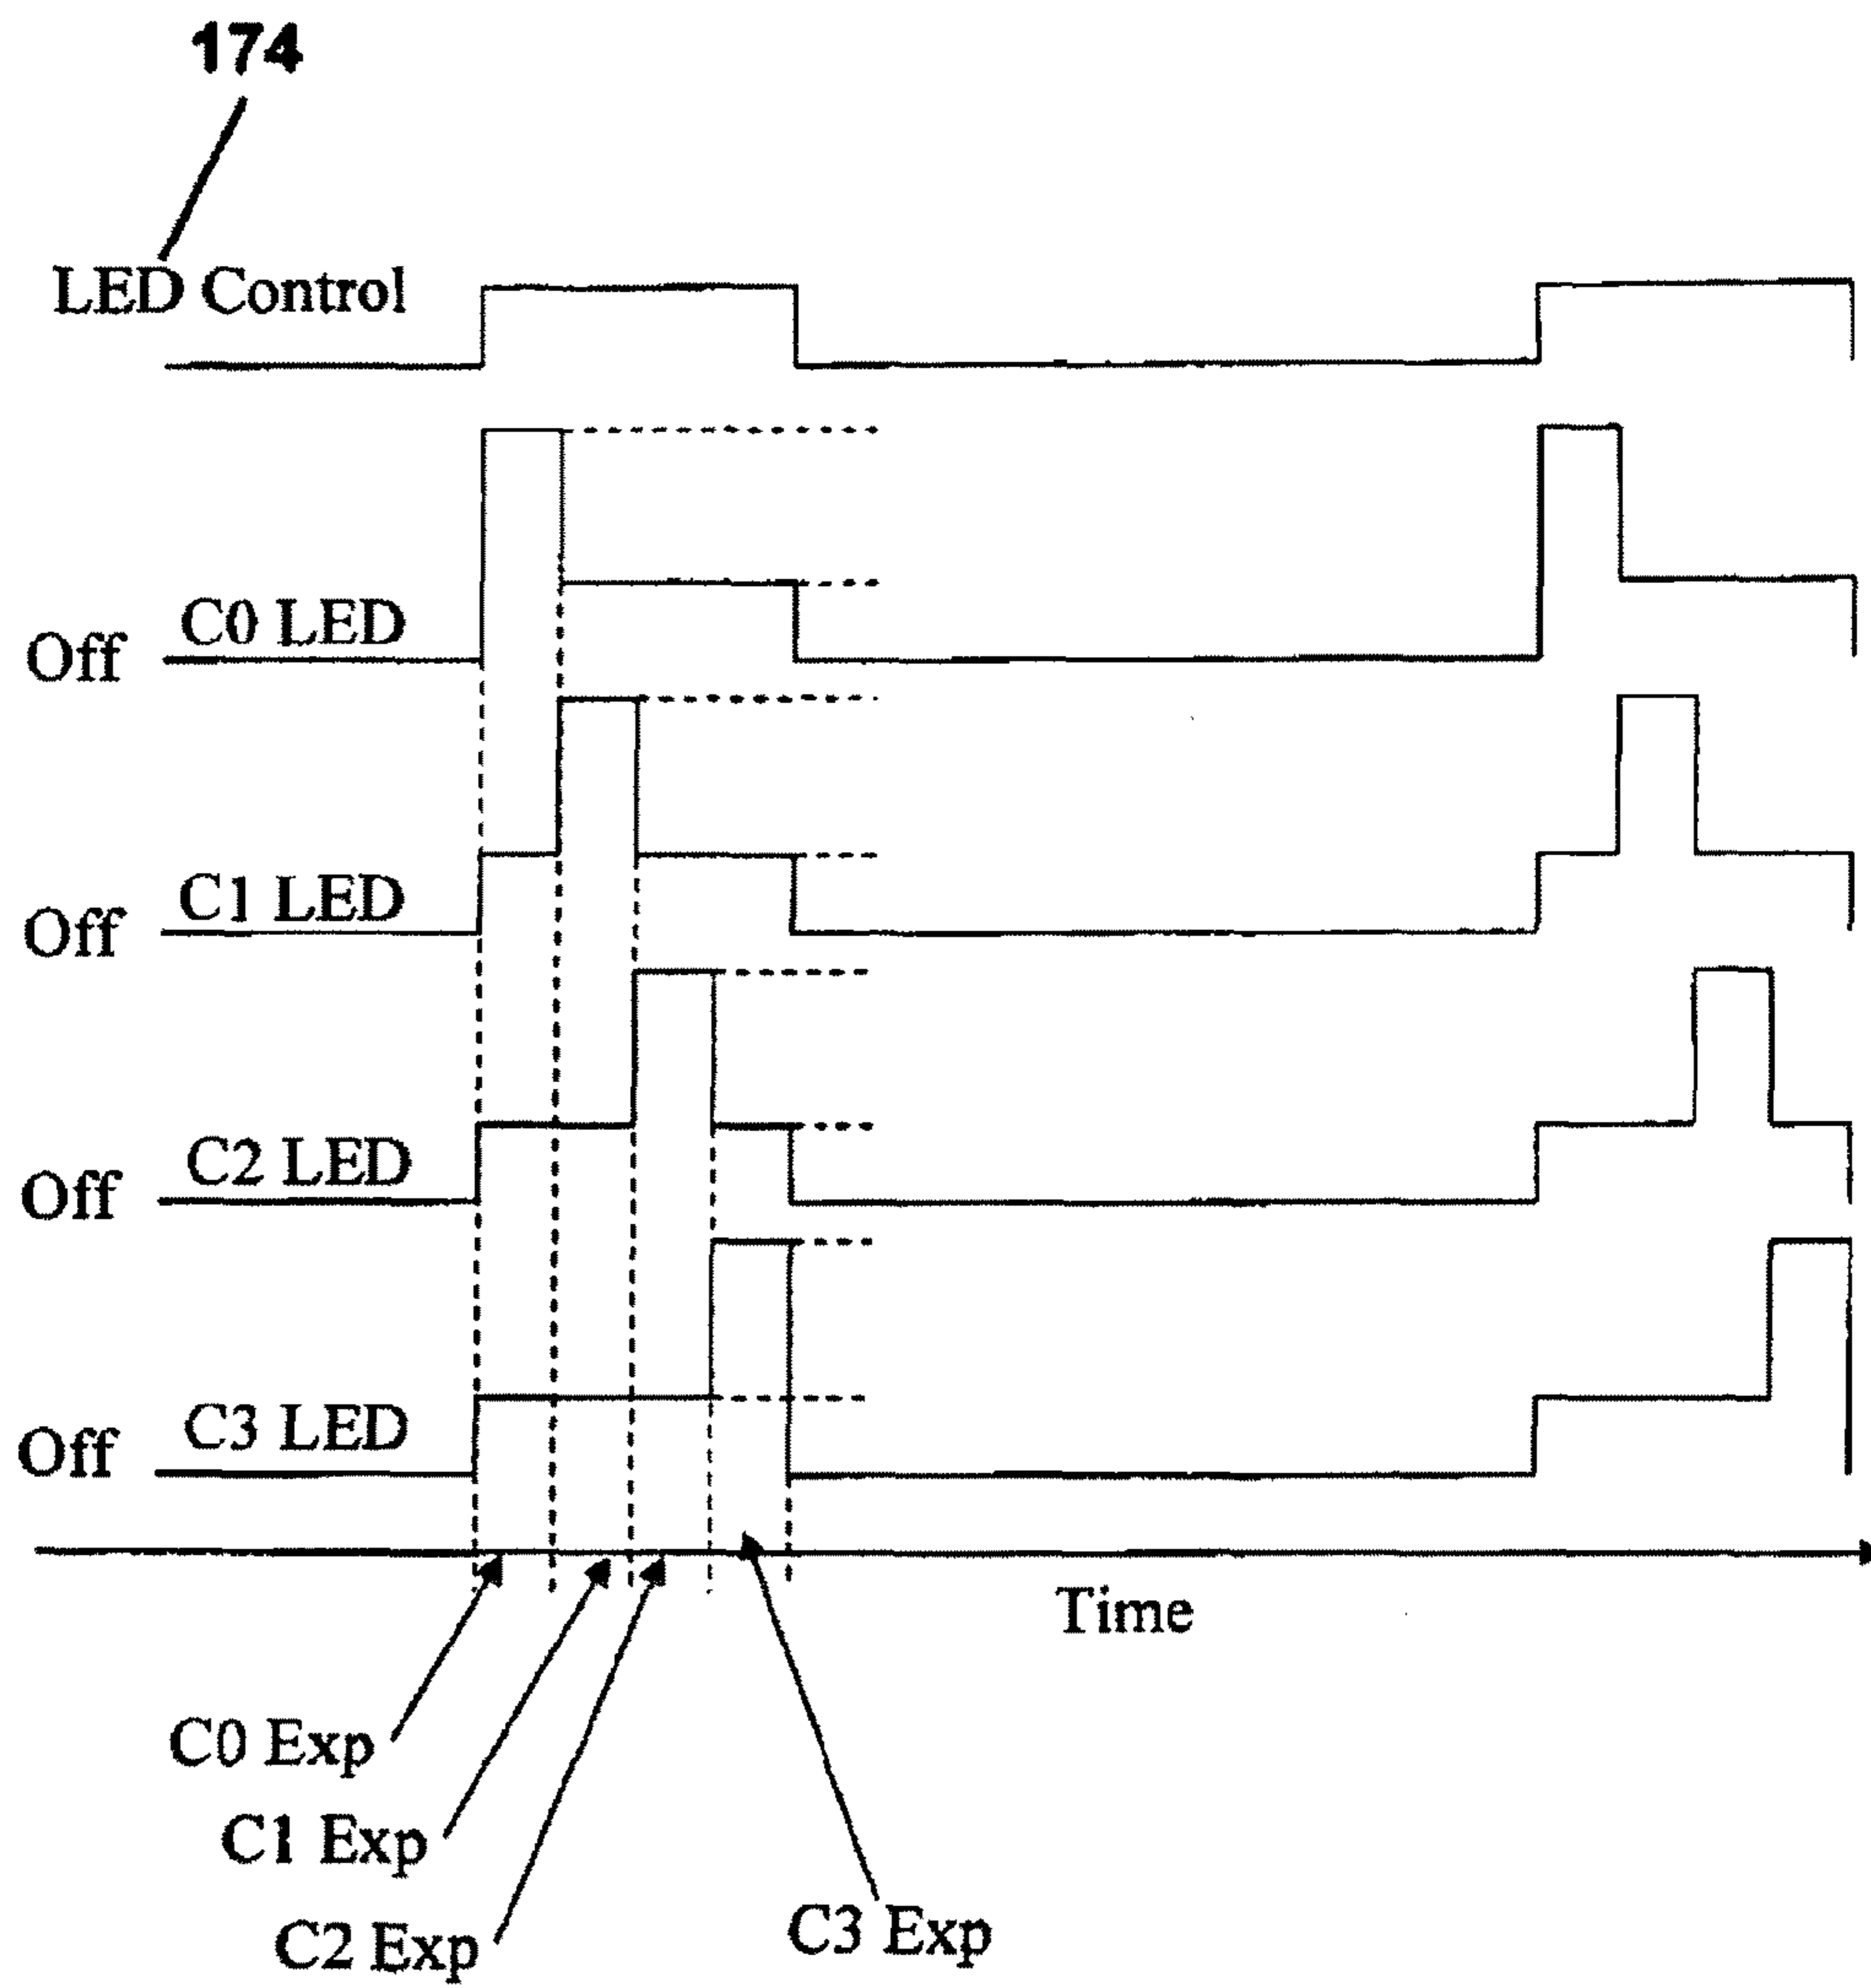 174
LED Control
C0 LED
Off
C1 LED
Off
C2 LED
Off
C3 LED
Off
Time
C0 Exp
C1 Exp
C2 Exp
C3 Exp